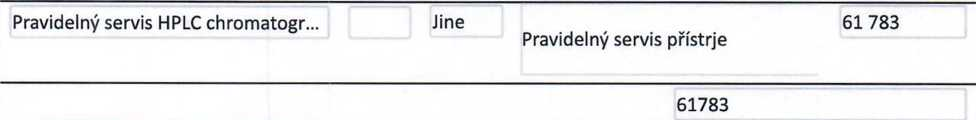 Pravidelný servis HPLC chromatogr... Jine Pravidelný servis přístrje 61 783
61783